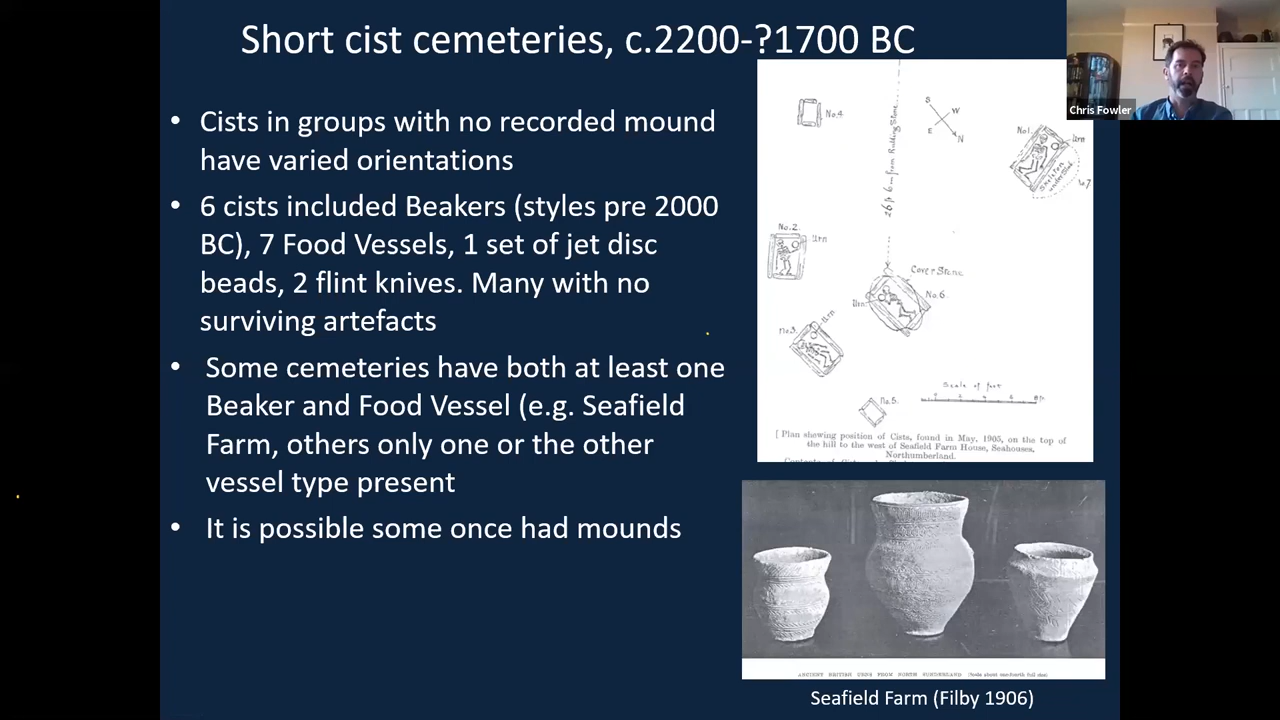 Short cist cemeteries, c.2200-?1700 BC
Chris Fowler
• Cists in groups with no recorded mound
have varied orientations
• 6 cists included Beakers (styles pre 2000
BC), 7 Food Vessels, 1 set of jet disc
beads, 2 flint knives. Many with no
surviving artefacts
• Some cemeteries have both at least one
Beaker and Food Vessel (e.g. Seafield
Farm, others only one or the other
vessel type present
• It is possible some once had mounds
No.4
S
W
E
N
No.1
Urn
No.2.
Urn
Cover Stone
No.6
Urn
No3.
Urn
No.5.
Scale of feet
[ Plan showing position of Cists, found in May, 1905, on the top of
the hill to the west of Seafield Farm House, Seahouses,
Northumberland.
ANCIENT BRITISH URNS FROM NORTH SUNDERLAND
Seafield Farm (Filby 1906)